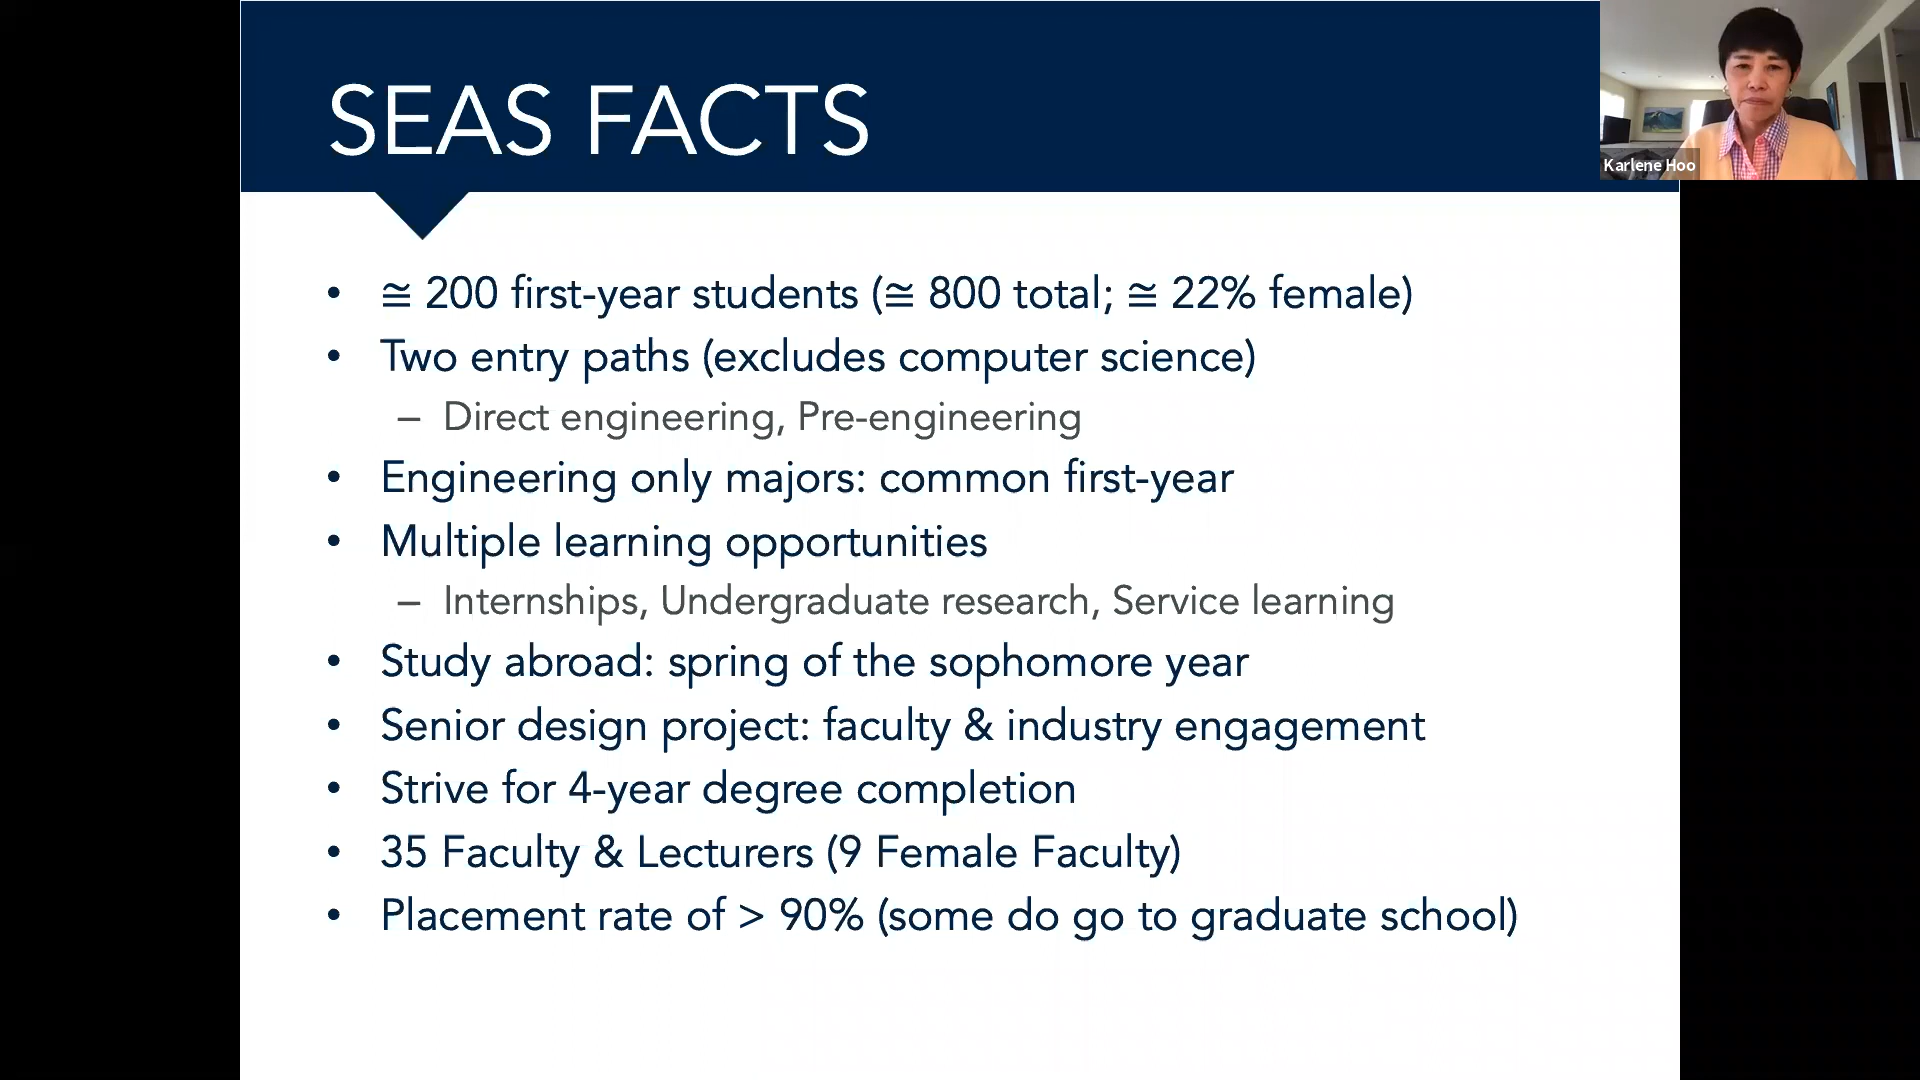 SEAS FACTS
Karlene Hoo
• ≅ 200 first-year students (≅ 800 total; ≅ 22% female)
• Two entry paths (excludes computer science)
– Direct engineering, Pre-engineering
• Engineering only majors: common first-year
• Multiple learning opportunities
– Internships, Undergraduate research, Service learning
• Study abroad: spring of the sophomore year
• Senior design project: faculty & industry engagement
• Strive for 4-year degree completion
• 35 Faculty & Lecturers (9 Female Faculty)
• Placement rate of > 90% (some do go to graduate school)